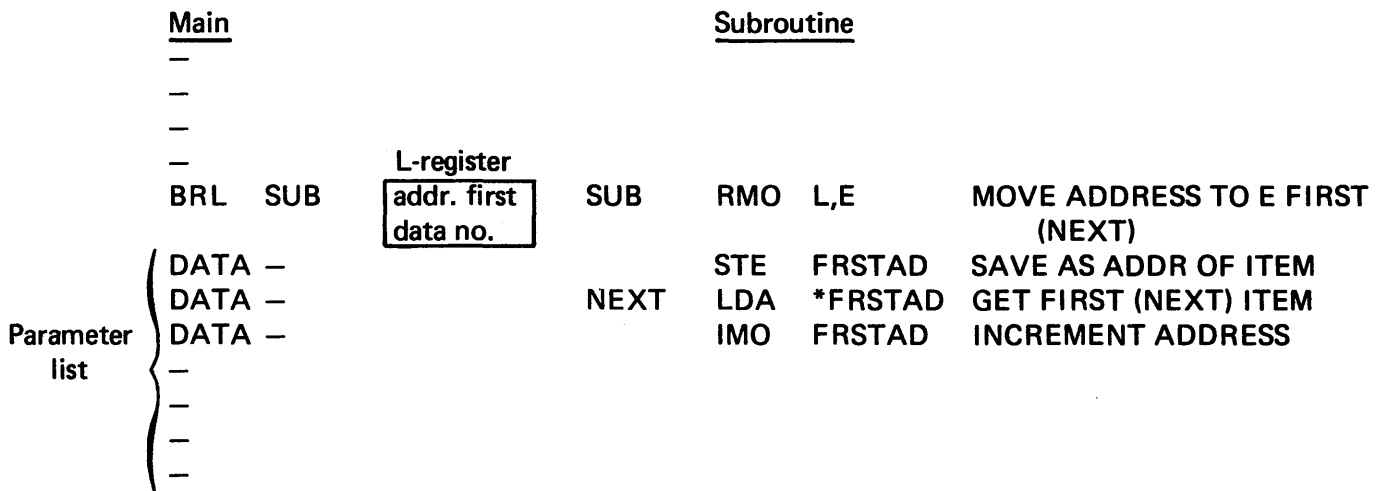 Main Subroutine
–
–
–
–
L-register
BRL SUB addr. first SUB RMO L,E MOVE ADDRESS TO E FIRST
data no. (NEXT)
DATA – STE FRSTAD SAVE AS ADDR OF ITEM
DATA – NEXT LDA *FRSTAD GET FIRST (NEXT) ITEM
Parameter DATA – IMO FRSTAD INCREMENT ADDRESS
list –
–
–
–